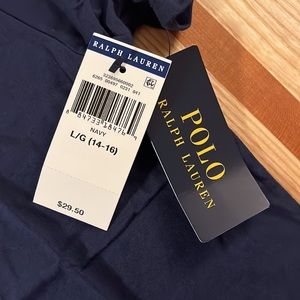 RALPH LAUREN
NAVY
L/G (14-16)
$29.50
POLO
RALPH LAUREN